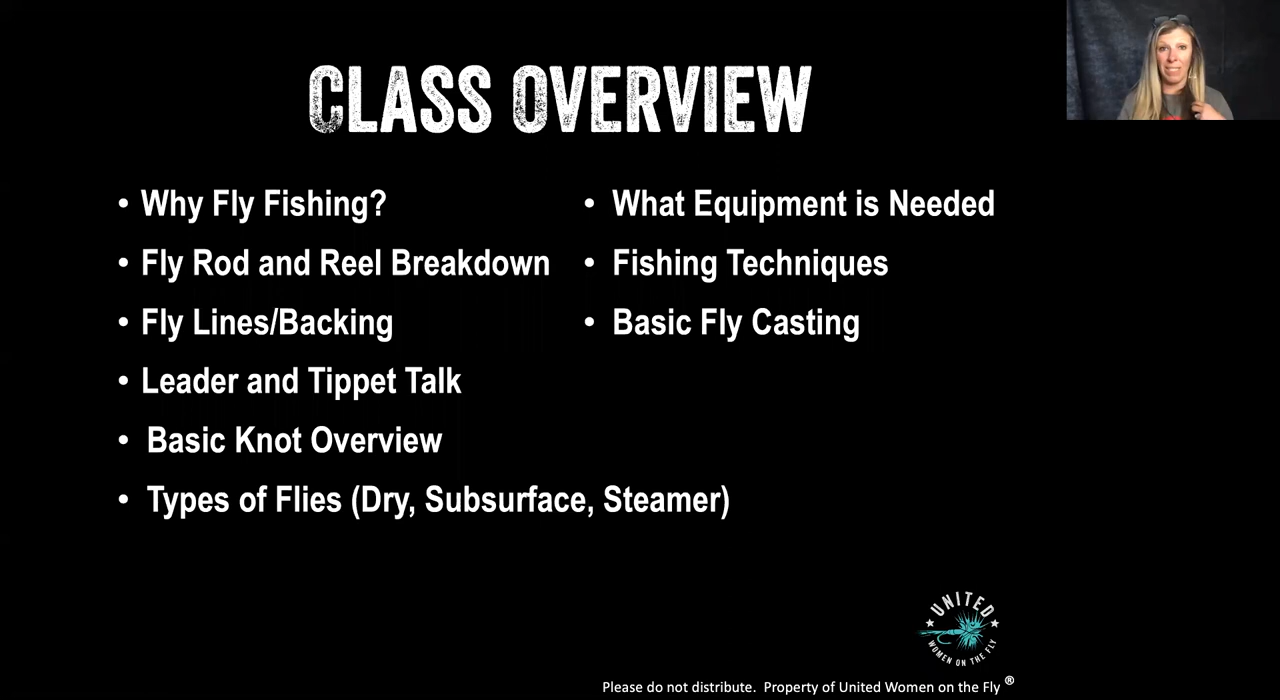 CLASS OVERVIEW
• Why Fly Fishing?
• Fly Rod and Reel Breakdown
• Fly Lines/Backing
• Leader and Tippet Talk
• Basic Knot Overview
• Types of Flies (Dry, Subsurface, Steamer)
• What Equipment is Needed
• Fishing Techniques
• Basic Fly Casting
UNITED
WOMEN ON THE FLY
Please do not distribute. Property of United Women on the Fly ®